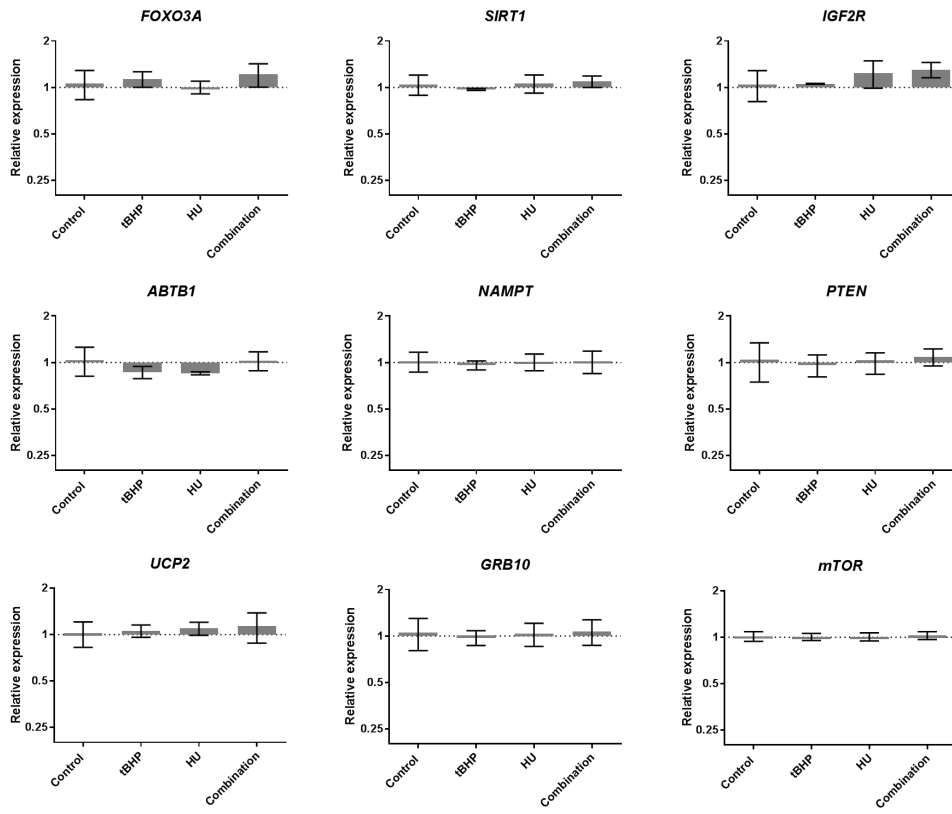 FOXO3A
SIRT1
IGF2R
Relative expression
2
1
0.5
0.25
Control
tBHP
HU
Combination
Relative expression
2
1
0.5
0.25
Control
tBHP
HU
Combination
Relative expression
2
1
0.5
0.25
Control
tBHP
HU
Combination
ABTB1
NAMPT
PTEN
Relative expression
2
1
0.5
0.25
Control
tBHP
HU
Combination
Relative expression
2
1
0.5
0.25
Control
tBHP
HU
Combination
Relative expression
2
1
0.5
0.25
Control
tBHP
HU
Combination
UCP2
GRB10
mTOR
Relative expression
2
1
0.5
0.25
Control
tBHP
HU
Combination
Relative expression
2
1
0.5
0.25
Control
tBHP
HU
Combination
Relative expression
2
1
0.5
0.25
Control
tBHP
HU
Combination